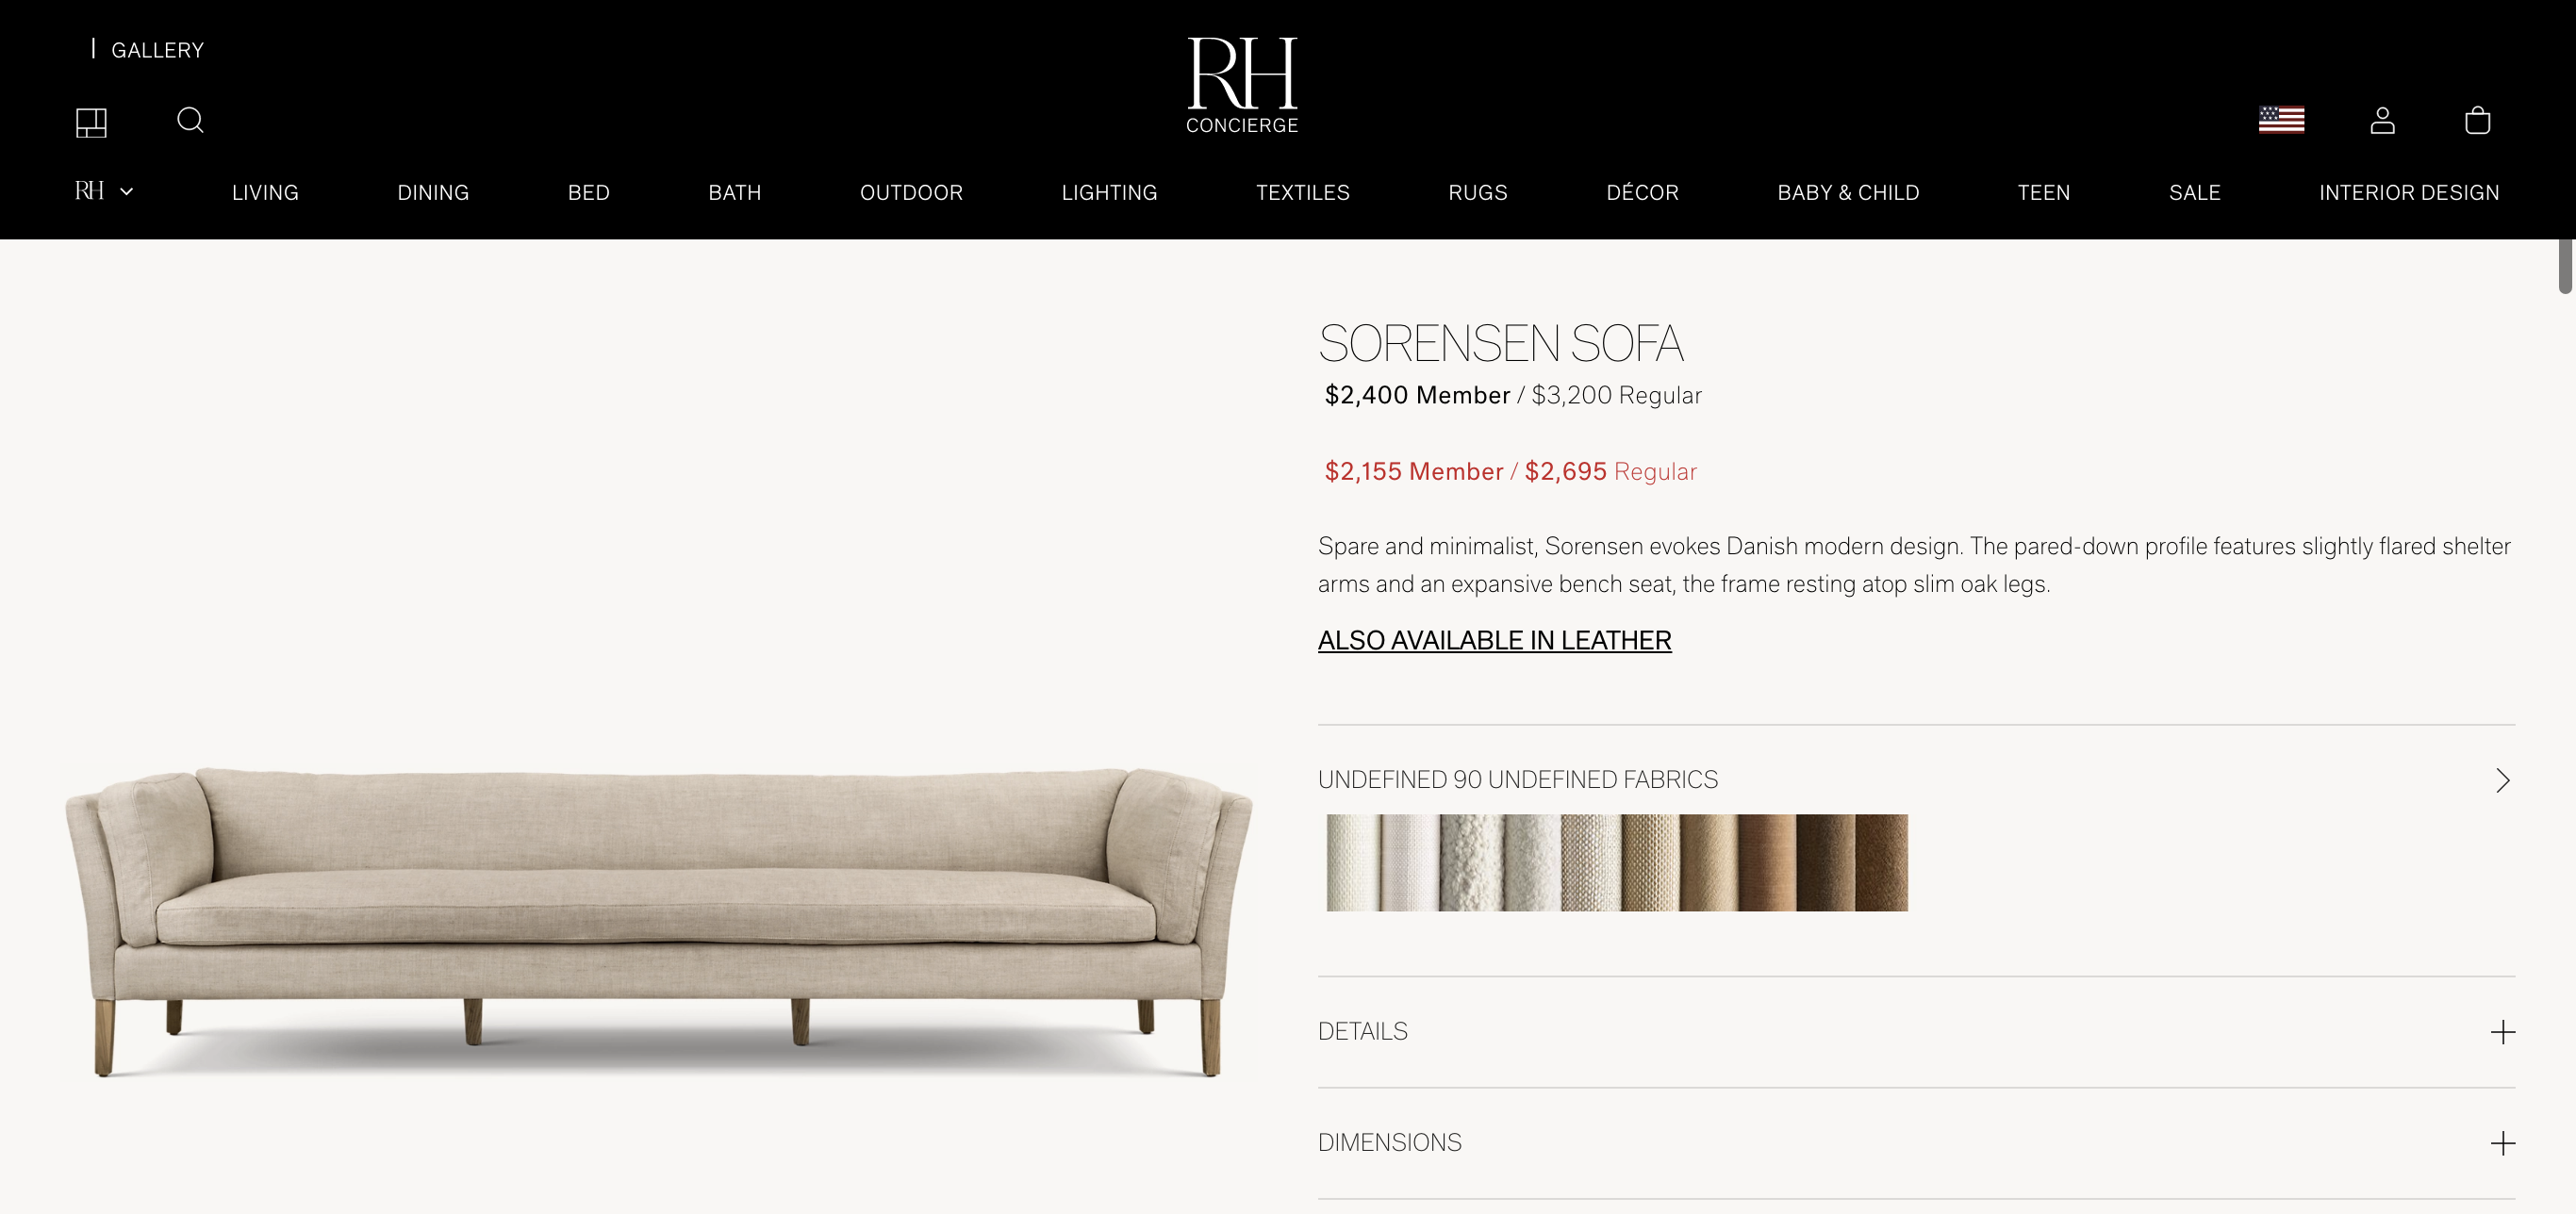 | GALLERY
RH
CONCIERGE
RH
LIVING
DINING
BED
BATH
OUTDOOR
LIGHTING
TEXTILES
RUGS
DÉCOR
BABY & CHILD
TEEN
SALE
INTERIOR DESIGN
SORENSEN SOFA
$2,400 Member / $3,200 Regular
$2,155 Member / $2,695 Regular
Spare and minimalist, Sorensen evokes Danish modern design. The pared-down profile features slightly flared shelter
arms and an expansive bench seat, the frame resting atop slim oak legs.
ALSO AVAILABLE IN LEATHER
UNDEFINED 90 UNDEFINED FABRICS
DETAILS
DIMENSIONS